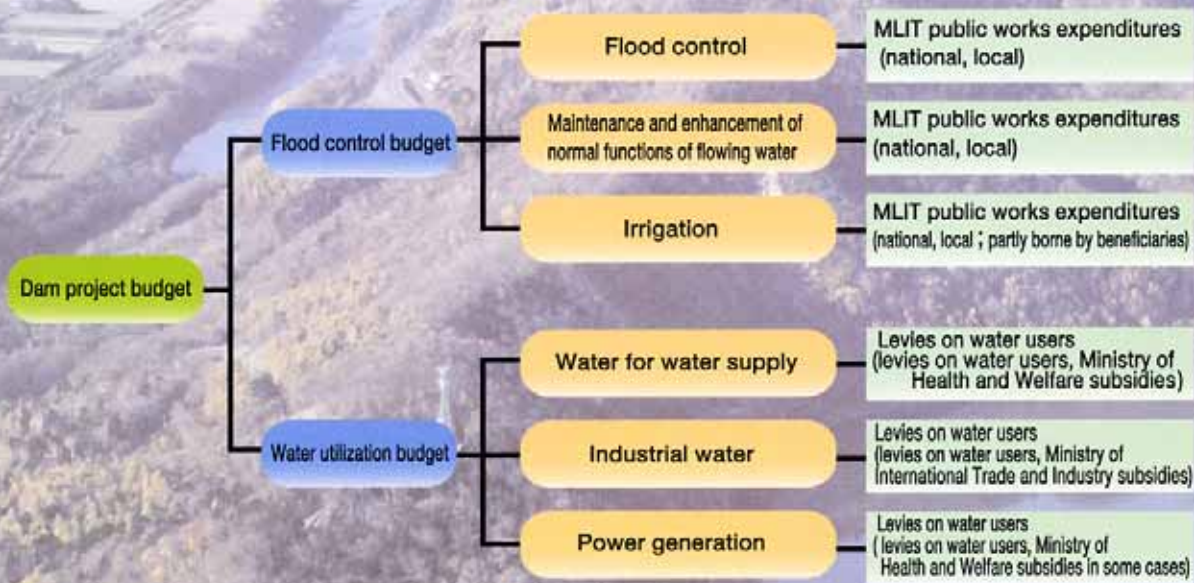 Dam project budget
Flood control budget
Flood control
MLIT public works expenditures
(national, local)
Maintenance and enhancement of
normal functions of flowing water
MLIT public works expenditures
(national, local)
Irrigation
MLIT public works expenditures
(national, local ; partly borne by beneficiaries)
Water utilization budget
Water for water supply
Levies on water users
(levies on water users, Ministry of
Health and Welfare subsidies)
Industrial water
Levies on water users
(levies on water users, Ministry of
International Trade and Industry subsidies)
Power generation
Levies on water users
( levies on water users, Ministry of
Health and Welfare subsidies in some cases)